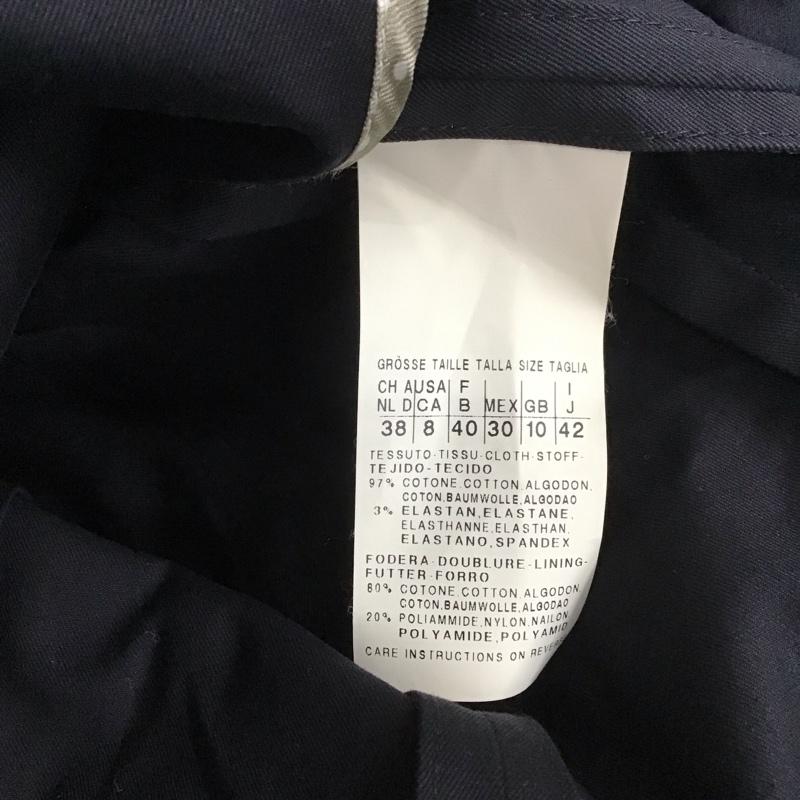 GRÖSSE TAILLE TALLA SIZE TAGLIA
CH A USA F I
NL D CA B MEX GB J
38 8 40 30 10 42
TESSUTO-TISSU-CLOTH-STOFF-
TEJIDO-TECIDO
97% COTONE,COTTON,ALGODON,
COTON,BAUMWOLLE,ALGODAO
3% ELASTAN,ELASTANE,
ELASTHANNE,ELASTHAN,
ELASTANO,SPANDEX
FODERA-DOUBLURE-LINING-
FUTTER-FORRO
80% COTONE,COTTON,ALGODON,
COTON,BAUMWOLLE,ALGODAO
20% POLIAMMIDE,NYLON,NAILON,
POLYAMIDE,POLYAMID
CARE INSTRUCTIONS ON